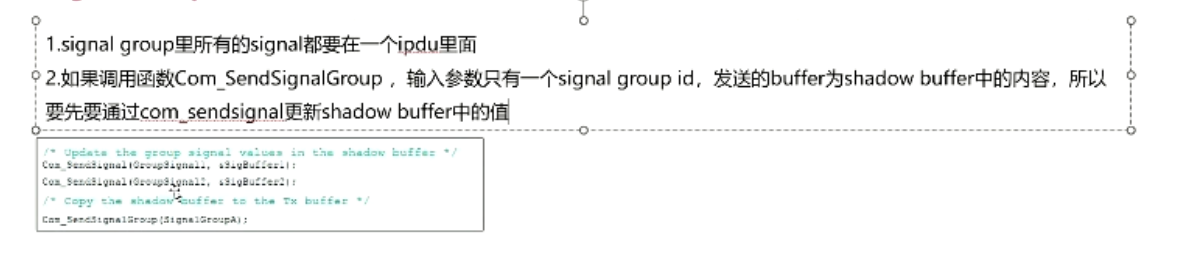 1.signal group里所有的signal都要在一个ipdu里面
2.如果调用函数Com_SendSignalGroup ，输入参数只有一个signal group id，发送的buffer为shadow buffer中的内容，所以
要先要通过com_sendsignal更新shadow buffer中的值
/* Update the group signal values in the shadow buffer */
Com_SendSignal(GroupSignal1, &SigBuffer1);
Com_SendSignal(GroupSignal2, &SigBuffer2);
/* Copy the shadow buffer to the Tx buffer */
Com_SendSignalGroup(SignalGroupA);